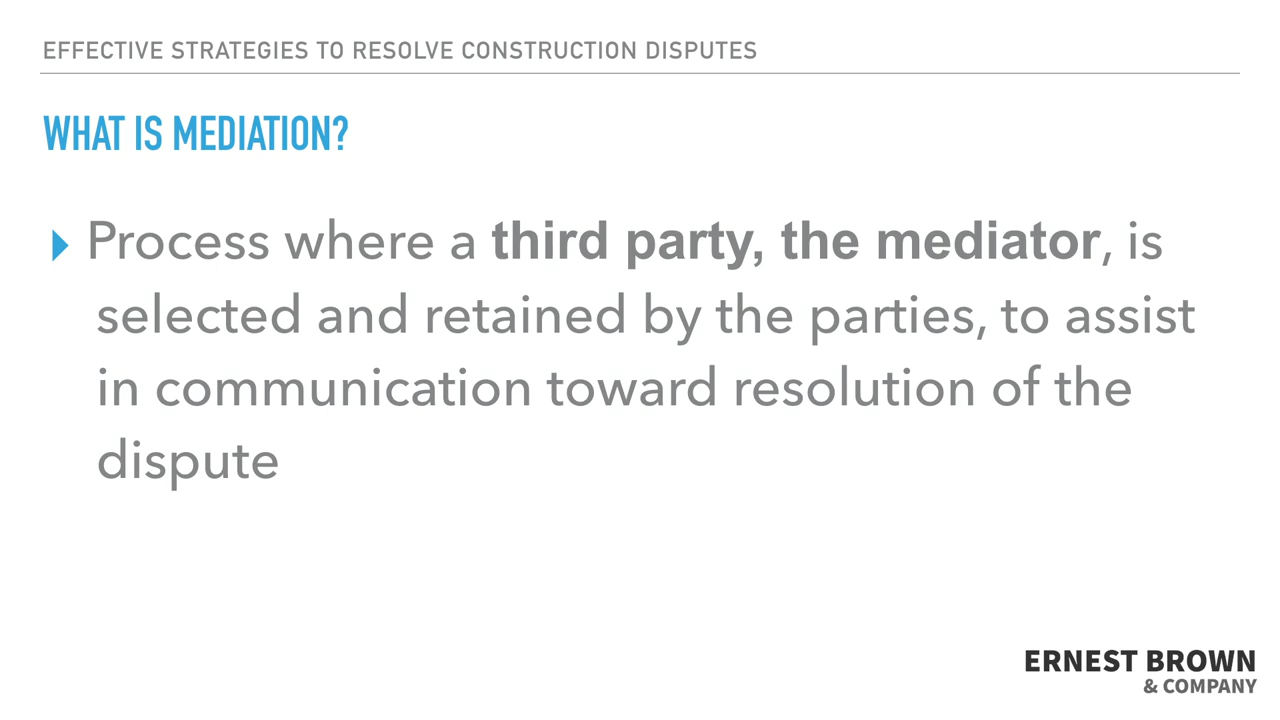 EFFECTIVE STRATEGIES TO RESOLVE CONSTRUCTION DISPUTES
WHAT IS MEDIATION?
Process where a third party, the mediator, is
selected and retained by the parties, to assist
in communication toward resolution of the
dispute
ERNEST BROWN
& COMPANY